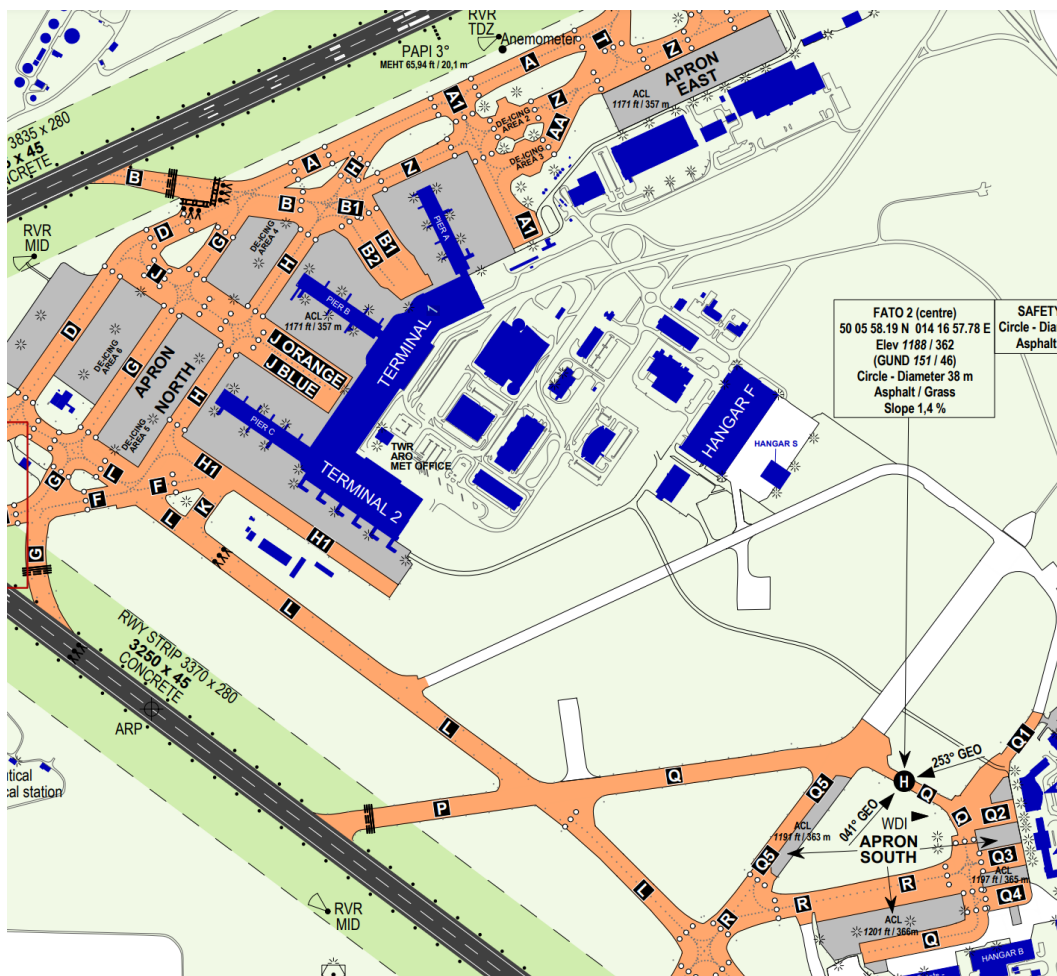 RVR
TDZ
Anemometer
PAPI 3°
MEHT 65,94 ft / 20,1 m
T
Z
A
APRON
EAST
ACL
1171 ft / 357 m
A1
Z
DE-ICING
AREA 2
AA
DE-ICING
AREA 3
3835 x 280
x 45
CRETE
A
H
Z
B
B
B1
A1
PIER A
B1
B2
D
G
DE-ICING
AREA 4
RVR
MID
J
H
PIER B
ACL
1171 ft / 357 m
TERMINAL 1
D
DE-ICING
AREA 6
G
APRON
NORTH
J ORANGE
J BLUE
H
FATO 2 (centre)
50 05 58.19 N 014 16 57.78 E
Elev 1188 / 362
(GUND 151 / 46)
Circle - Diameter 38 m
Asphalt / Grass
Slope 1,4 %
SAFETY
Circle - Dia
Asphalt
PIER C
DE-ICING
AREA 5
TWR
ARO
MET OFFICE
HANGAR F
HANGAR S
G
L
F
F
H1
K
L
TERMINAL 2
H1
G
L
RWY STRIP 3370 x 280
3250 x 45
CONCRETE
ARP
L
Q1
253° GEO
Q
Q5
H
Q
P
041° GEO
WDI
Q
Q2
ACL
1191 ft / 363 m
APRON
SOUTH
Q5
Q3
ACL
1197 ft / 365 m
L
R
R
R
Q4
ACL
1201 ft / 366m
Q
RVR
MID
HANGAR B
utical
cal station